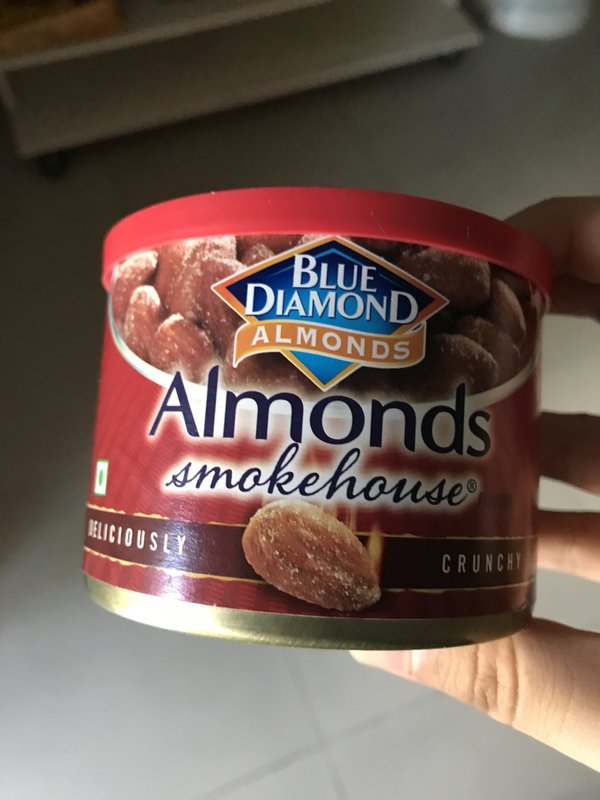 BLUE
DIAMOND
ALMONDS
Almonds
smokehouse®
DELICIOUSLY
CRUNCHY